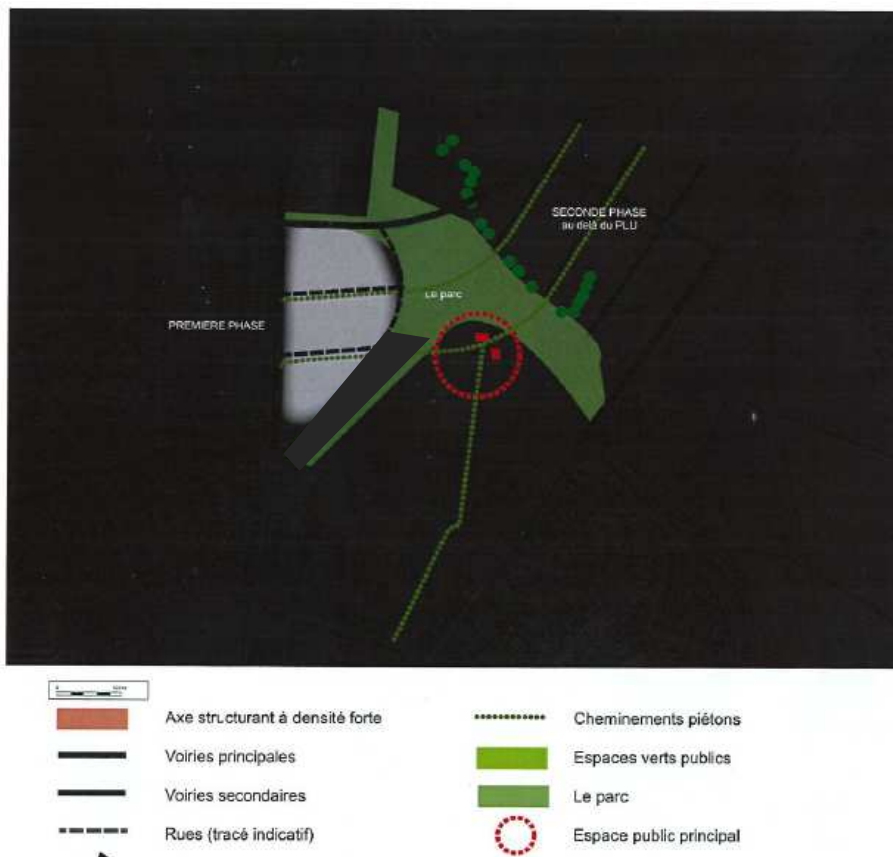 SECONDE PHASE
au delà du PLU
Le parc
PREMIERE PHASE
Axe structurant à densité forte
Voiries principales
Voiries secondaires
Rues (tracé indicatif)
Cheminements piétons
Espaces verts publics
Le parc
Espace public principal